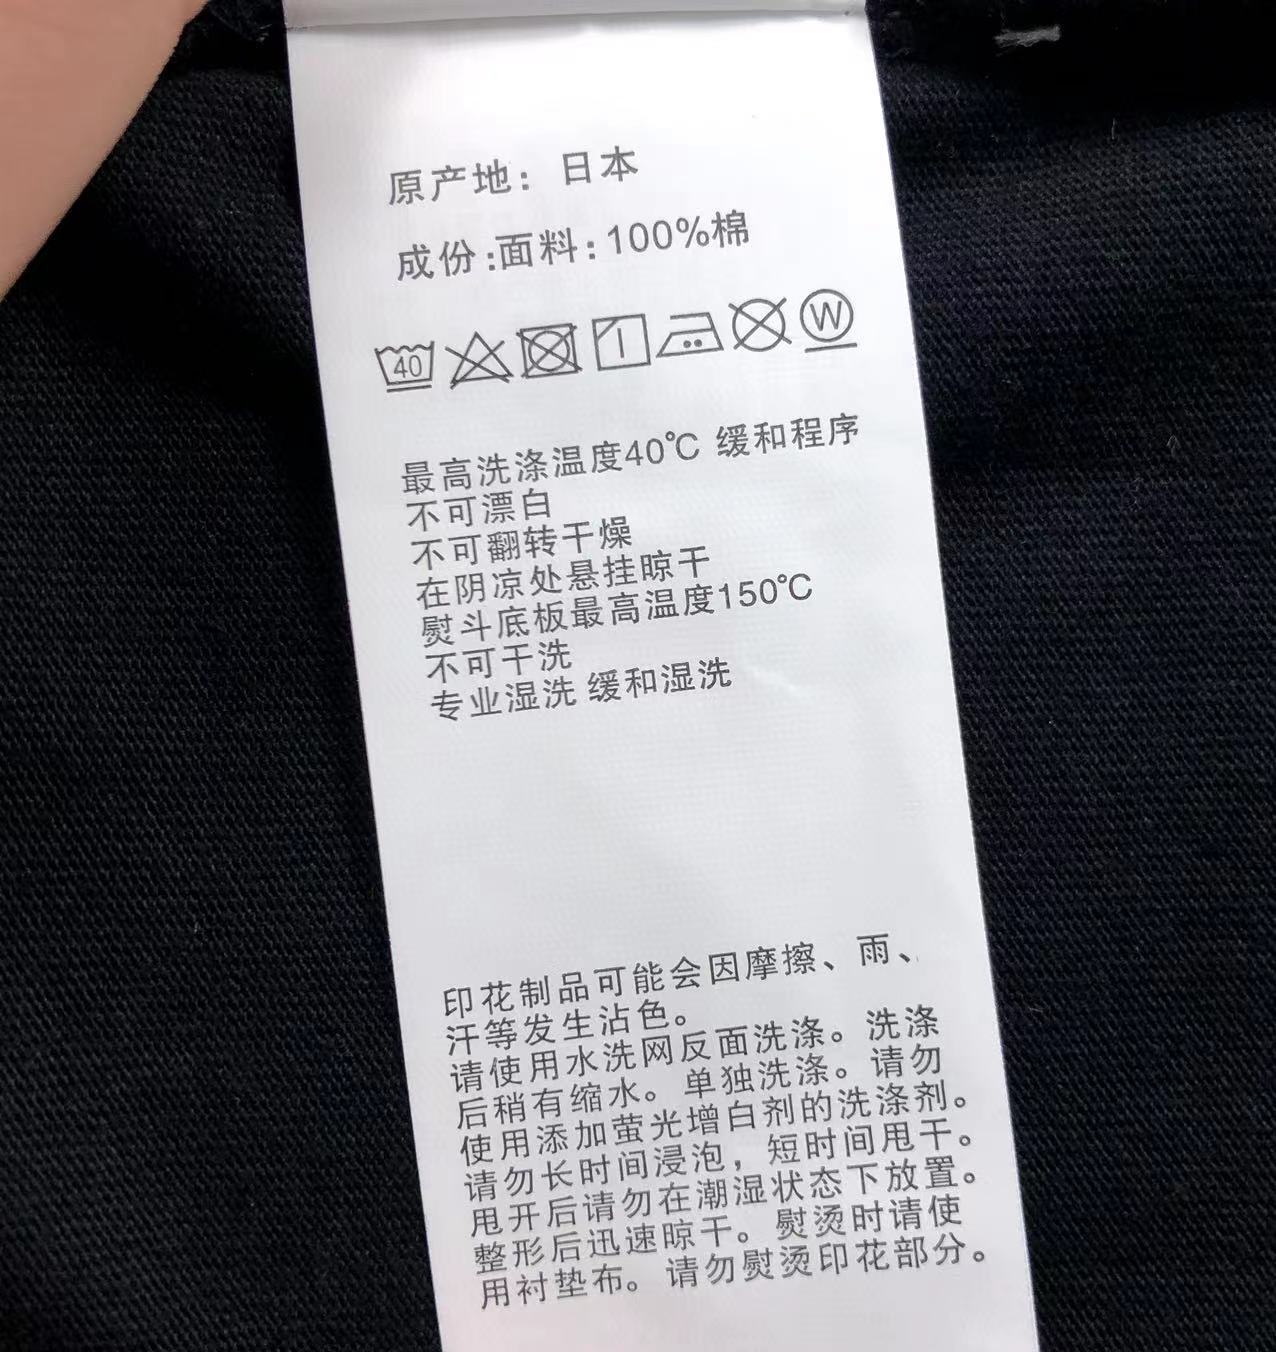 原产地：日本
成份:面料:100%棉
40 W
最高洗涤温度40℃ 缓和程序
不可漂白
不可翻转干燥
在阴凉处悬挂晾干
熨斗底板最高温度150℃
不可干洗
专业湿洗 缓和湿洗
印花制品可能会因摩擦、雨、
汗等发生沾色。
请使用水洗网反面洗涤。洗涤
后稍有缩水。单独洗涤。请勿
使用添加萤光增白剂的洗涤剂。
请勿长时间浸泡，短时间甩干。
甩开后请勿在潮湿状态下放置。
整形后迅速晾干。熨烫时请使
用衬垫布。请勿熨烫印花部分。